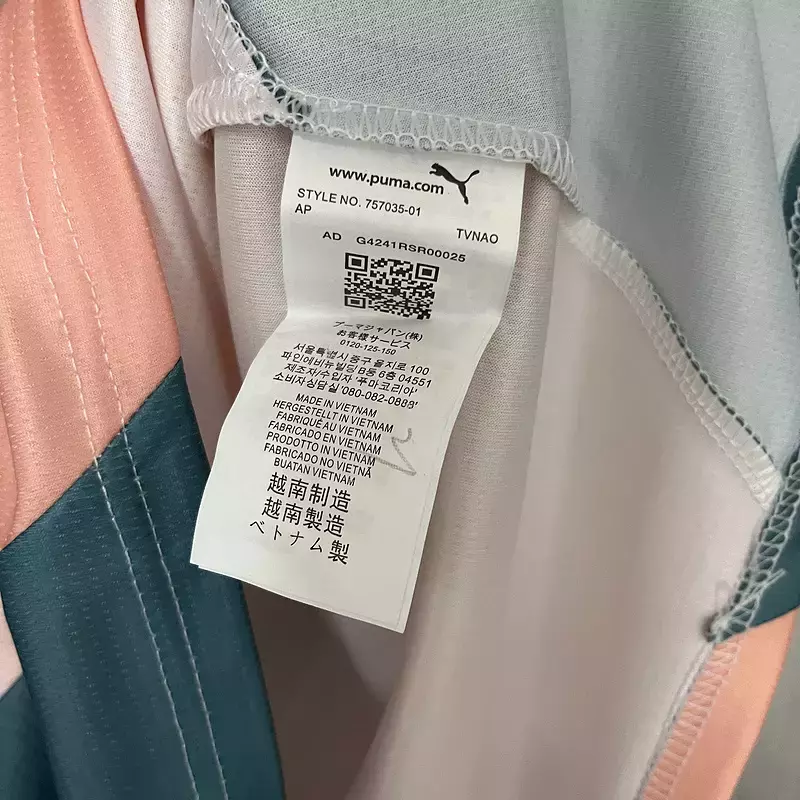 www.puma.com
STYLE NO. 757035-01
AP TVNAO
AD G4241RSR00025
プーマジャパン(株)
お客様サービス
0120-125-150
서울특별시 중구 을지로 100
파인에비뉴빌딩 B동 6층 04551
제조자/수입자 '푸마코리아'
소비자상담실 '080-082-0888'
MADE IN VIETNAM
HERGESTELLT IN VIETNAM
FABRIQUÉ AU VIETNAM
FABRICADO EN VIETNAM
PRODOTTO IN VIETNAM
FABRICADO NO VIETNÃ
BUATAN VIETNAM
越南制造
越南製造
ベトナム製